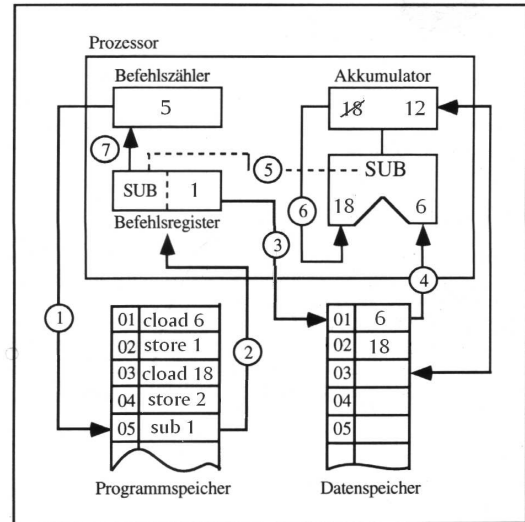 Prozessor
Befehlszähler
Akkumulator
5
18 12
7
SUB 1
5
SUB
6
18 6
Befehlsregister
3
4
1
2
01 cload 6
02 store 1
03 cload 18
04 store 2
05 sub 1
01 6
02 18
03
04
05
Programmspeicher
Datenspeicher